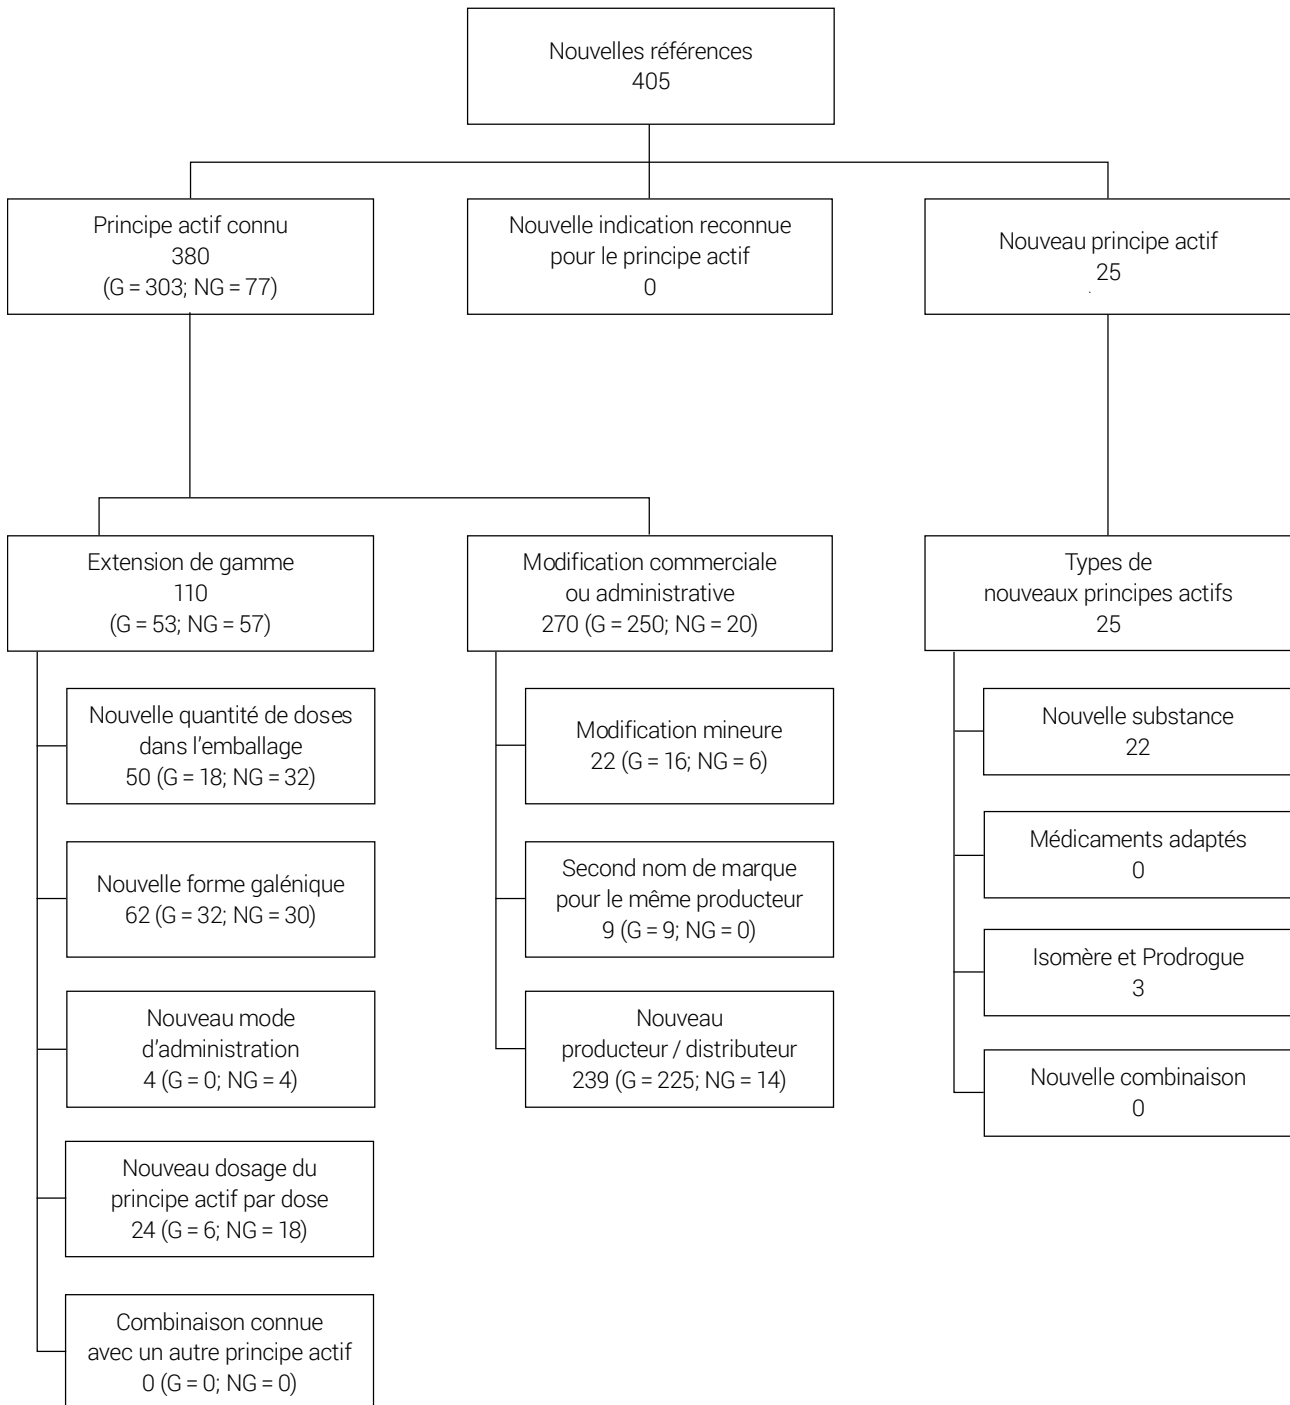 Nouvelles références
405
Principe actif connu
380
(G = 303; NG = 77)
Nouvelle indication reconnue
pour le principe actif
0
Nouveau principe actif
25
Extension de gamme
110
(G = 53; NG = 57)
Modification commerciale
ou administrative
270 (G = 250; NG = 20)
Types de
nouveaux principes actifs
25
Nouvelle quantité de doses
dans l'emballage
50 (G = 18; NG = 32)
Nouvelle forme galénique
62 (G = 32; NG = 30)
Nouveau mode
d'administration
4 (G = 0; NG = 4)
Nouveau dosage du
principe actif par dose
24 (G = 6; NG = 18)
Combinaison connue
avec un autre principe actif
0 (G = 0; NG = 0)
Modification mineure
22 (G = 16; NG = 6)
Second nom de marque
pour le même producteur
9 (G = 9; NG = 0)
Nouveau
producteur / distributeur
239 (G = 225; NG = 14)
Nouvelle substance
22
Médicaments adaptés
0
Isomère et Prodrogue
3
Nouvelle combinaison
0